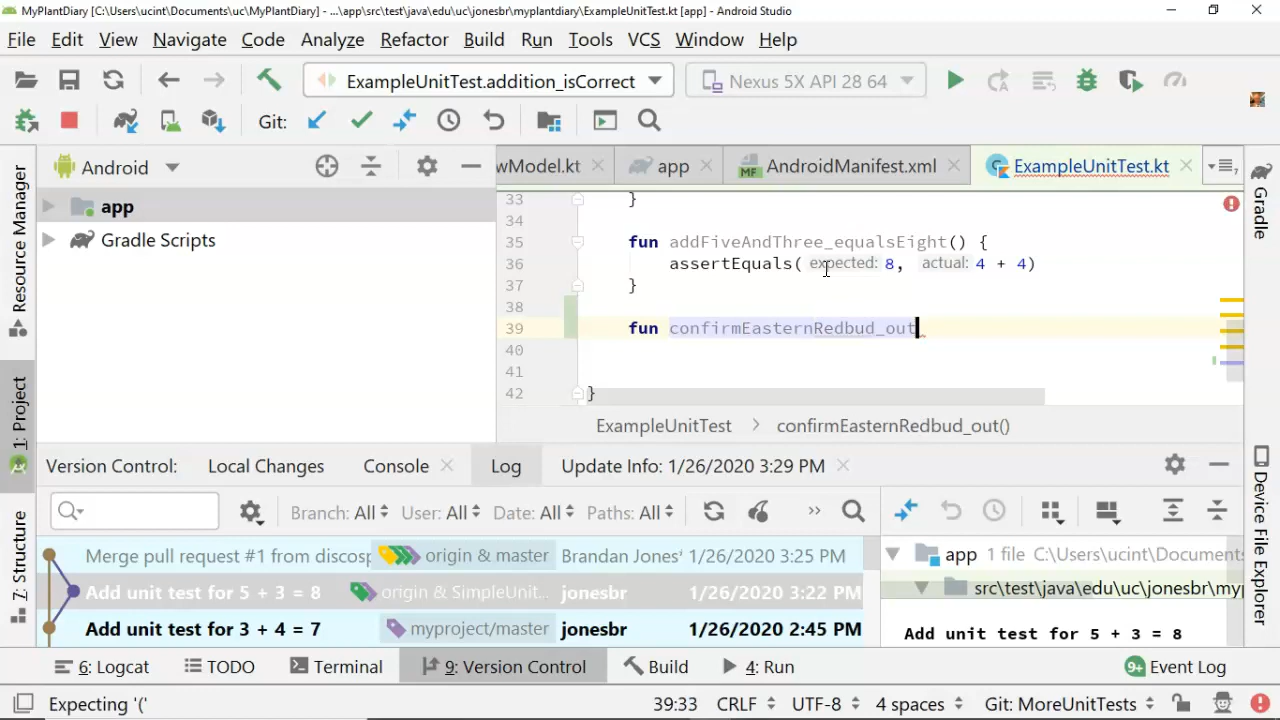 MyPlantDiary [C:\Users\ucint\Documents\uc\MyPlantDiary] - ...\app\src\test\java\edu\uc\jonesbr\myplantdiary\ExampleUnitTest.kt [app] - Android Studio
File Edit View Navigate Code Analyze Refactor Build Run Tools VCS Window Help
ExampleUnitTest.addition_isCorrect Nexus 5X API 28 64
Git:
Android wModel.kt app AndroidManifest.xml ExampleUnitTest.kt
Resource Manager
1: Project
7: Structure
app
Gradle Scripts
33 }
34
35 fun addFiveAndThree_equalsEight() {
36 assertEquals( expected: 8, actual: 4 + 4)
37 }
38
39 fun confirmEasternRedbud_out
40
41
42 }
ExampleUnitTest > confirmEasternRedbud_out()
Gradle
Device File Explorer
Version Control: Local Changes Console Log Update Info: 1/26/2020 3:29 PM
Branch: All User: All Date: All Paths: All
Merge pull request #1 from discosp origin & master Brandan Jones' 1/26/2020 3:25 PM
Add unit test for 5 + 3 = 8 origin & SimpleUnit... jonesbr 1/26/2020 3:22 PM
Add unit test for 3 + 4 = 7 myproject/master jonesbr 1/26/2020 2:45 PM
app 1 file C:\Users\ucint\Document
src\test\java\edu\uc\jonesbr\my
Add unit test for 5 + 3 = 8
6: Logcat TODO Terminal 9: Version Control Build 4: Run 9+ Event Log
Expecting '(' 39:33 CRLF UTF-8 4 spaces Git: MoreUnitTests